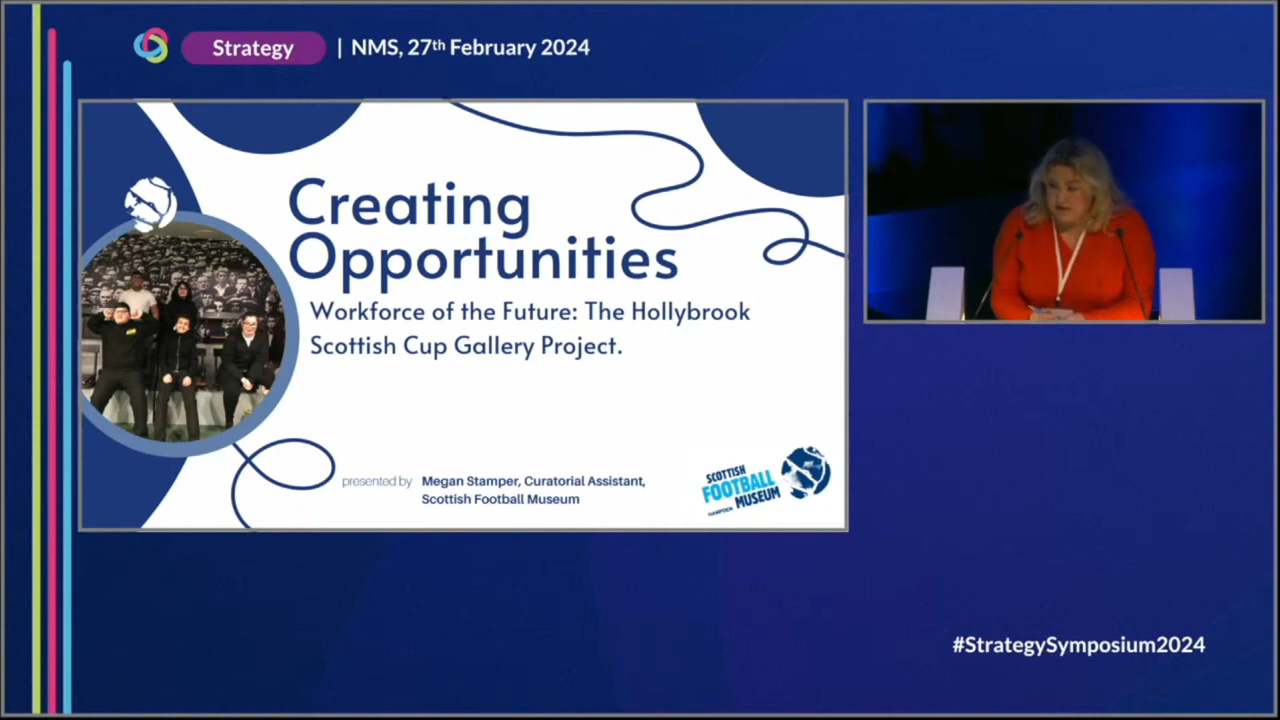 Strategy | NMS, 27th February 2024
Creating
Opportunities
Workforce of the Future: The Hollybrook
Scottish Cup Gallery Project.
presented by Megan Stamper, Curatorial Assistant,
Scottish Football Museum
SCOTTISH
FOOTBALL
MUSEUM
HAMPDEN
#StrategySymposium2024